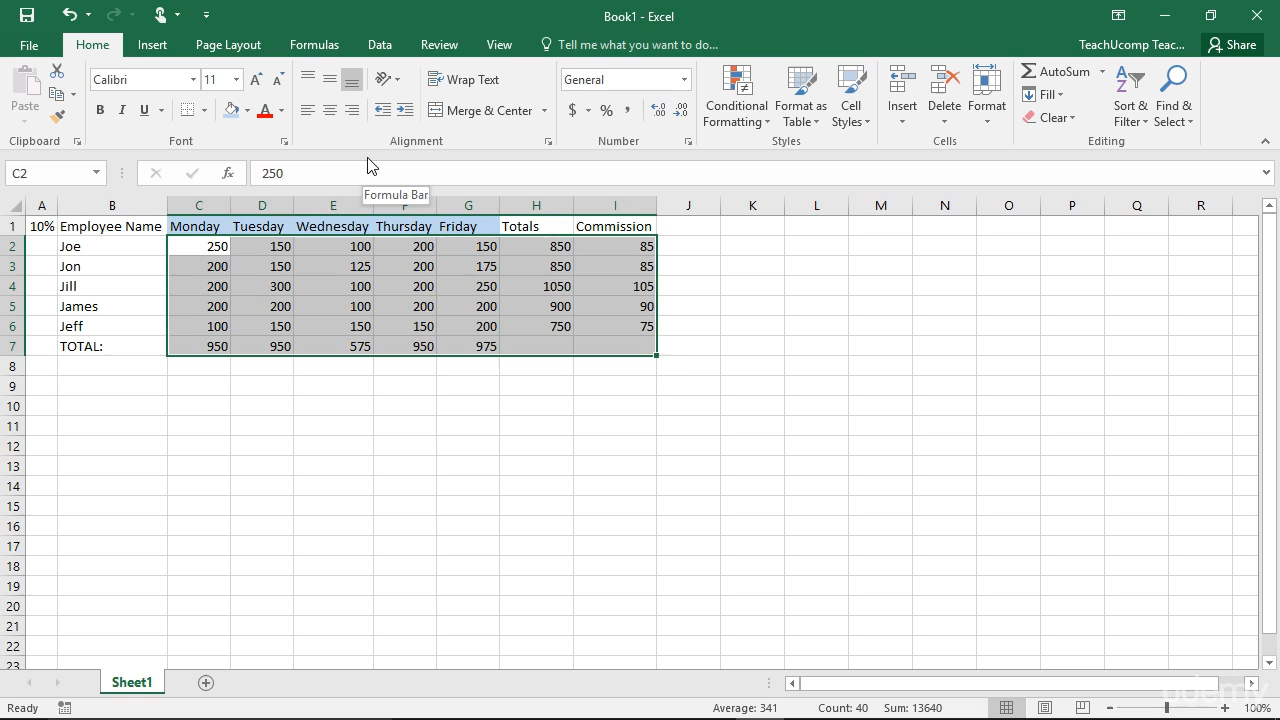 Book1 - Excel
File Home Insert Page Layout Formulas Data Review View Tell me what you want to do... TeachUcomp Teac... Share
Paste
Calibri 11 A A
B I U A
Wrap Text
Merge & Center
General
$ % ,
Conditional Formatting
Format as Table
Cell Styles
Insert
Delete
Format
AutoSum
Fill
Clear
Sort & Filter
Find & Select
Clipboard Font Alignment Number Styles Cells Editing
C2 fx 250
Formula Bar
A B C D E F G H I J K L M N O P Q R
1 10% Employee Name Monday Tuesday Wednesday Thursday Friday Totals Commission
2 Joe 250 150 100 200 150 850 85
3 Jon 200 150 125 200 175 850 85
4 Jill 200 300 100 200 250 1050 105
5 James 200 200 100 200 200 900 90
6 Jeff 100 150 150 150 200 750 75
7 TOTAL: 950 950 575 950 975
8
9
10
11
12
13
14
15
16
17
18
19
20
21
22
23
Sheet1
udemy
Ready Average: 341 Count: 40 Sum: 13640 100%